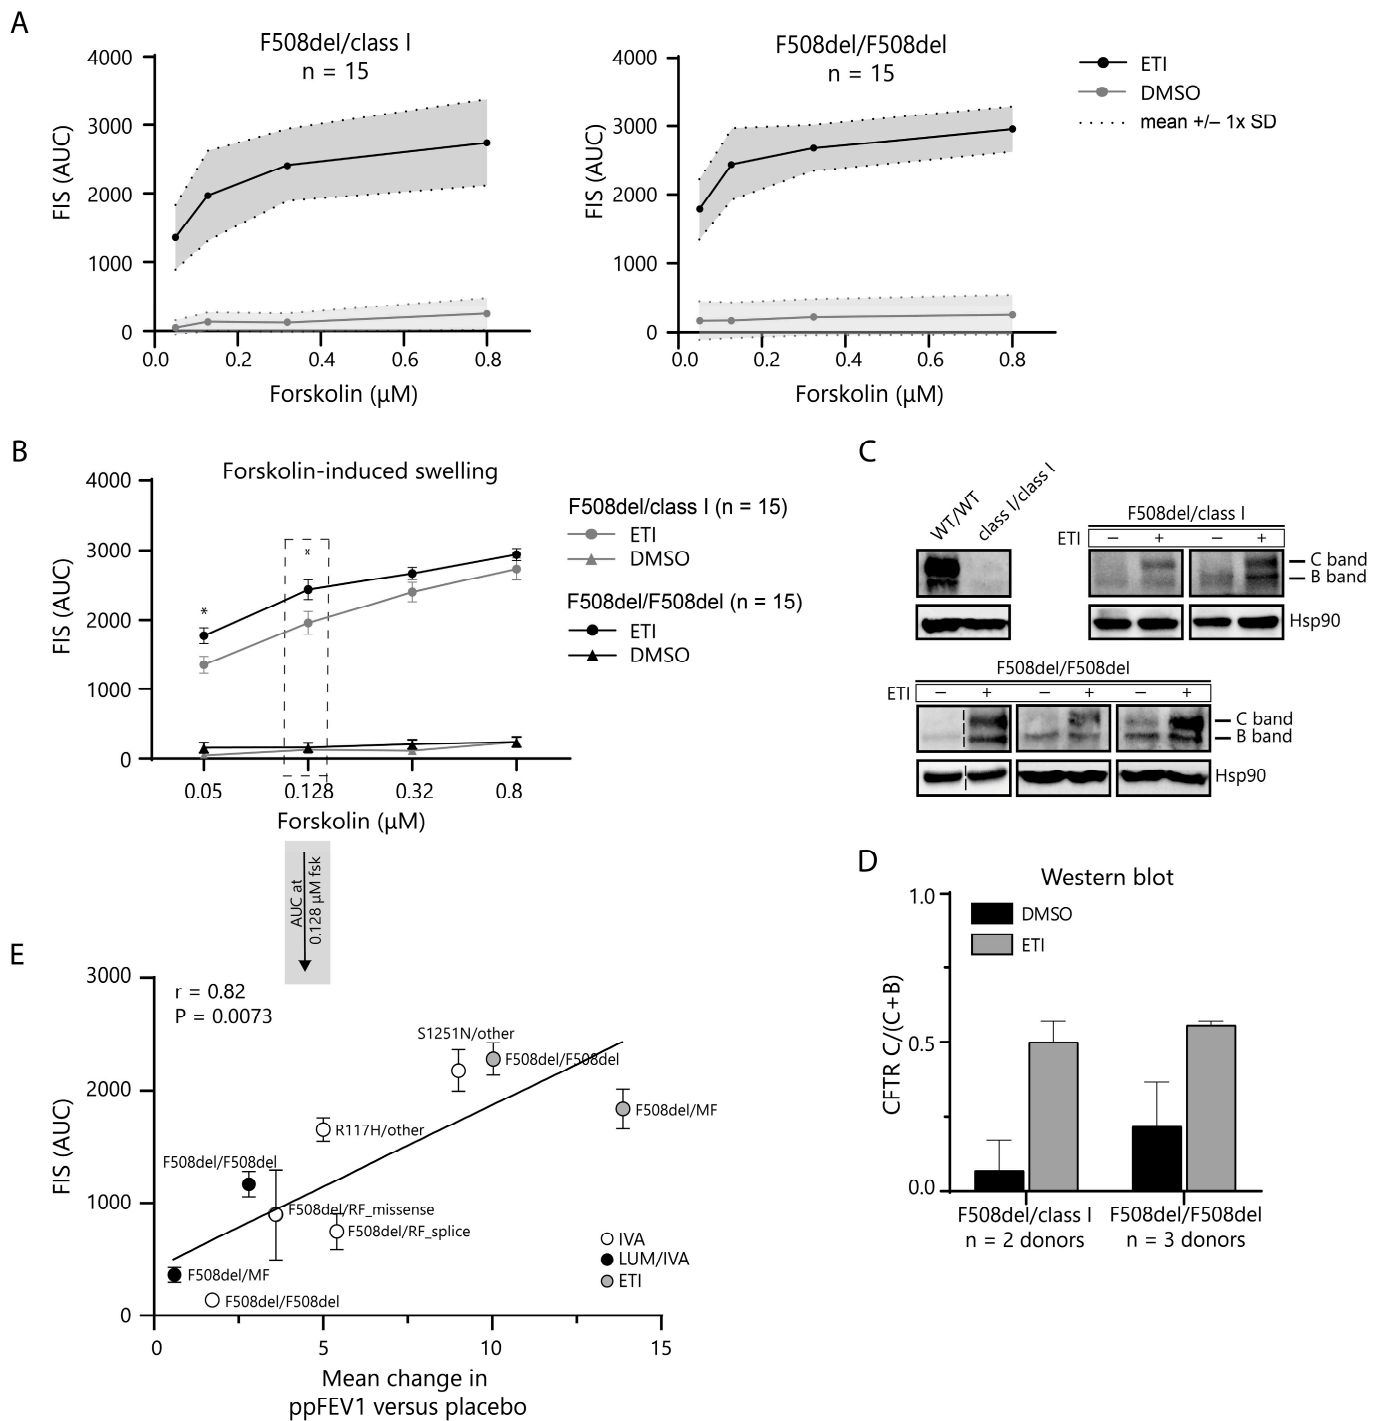 A
F508del/class I
n = 15
4000
3000
2000
1000
0
FIS (AUC)
0.0
0.2
0.4
0.6
0.8
Forskolin (µM)
F508del/F508del
n = 15
4000
3000
2000
1000
0
FIS (AUC)
0.0
0.2
0.4
0.6
0.8
Forskolin (µM)
ETI
DMSO
mean +/– 1x SD
B
Forskolin-induced swelling
4000
3000
2000
1000
0
FIS (AUC)
*
*
0.05
0.128
0.32
0.8
Forskolin (µM)
F508del/class I (n = 15)
ETI
DMSO
F508del/F508del (n = 15)
ETI
DMSO
AUC at
0.128 µM fsk
C
WT/WT
class I/class I
F508del/class I
ETI – + – +
C band
B band
Hsp90
F508del/F508del
ETI – + – + – +
C band
B band
Hsp90
D
Western blot
1.0
0.5
0.0
CFTR C/(C+B)
DMSO
ETI
F508del/class I
n = 2 donors
F508del/F508del
n = 3 donors
E
3000
2000
1000
0
FIS (AUC)
r = 0.82
P = 0.0073
S1251N/other
F508del/F508del
F508del/MF
R117H/other
F508del/F508del
F508del/RF_missense
F508del/RF_splice
F508del/MF
F508del/F508del
IVA
LUM/IVA
ETI
0
5
10
15
Mean change in
ppFEV1 versus placebo